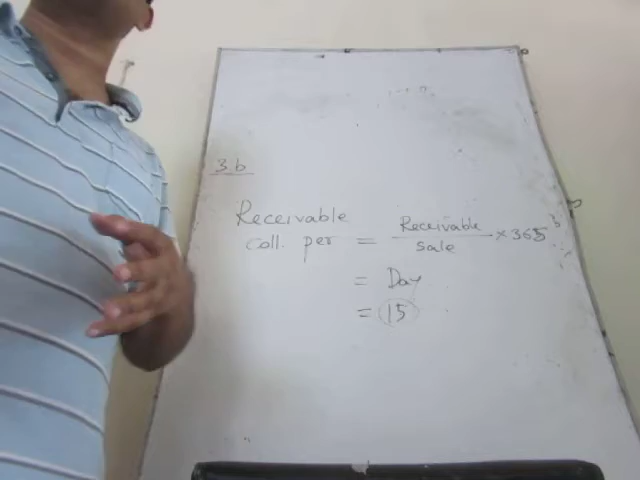 3.b
Receivable
Coll. per = Receivable / Sale × 365
= Day
= 15